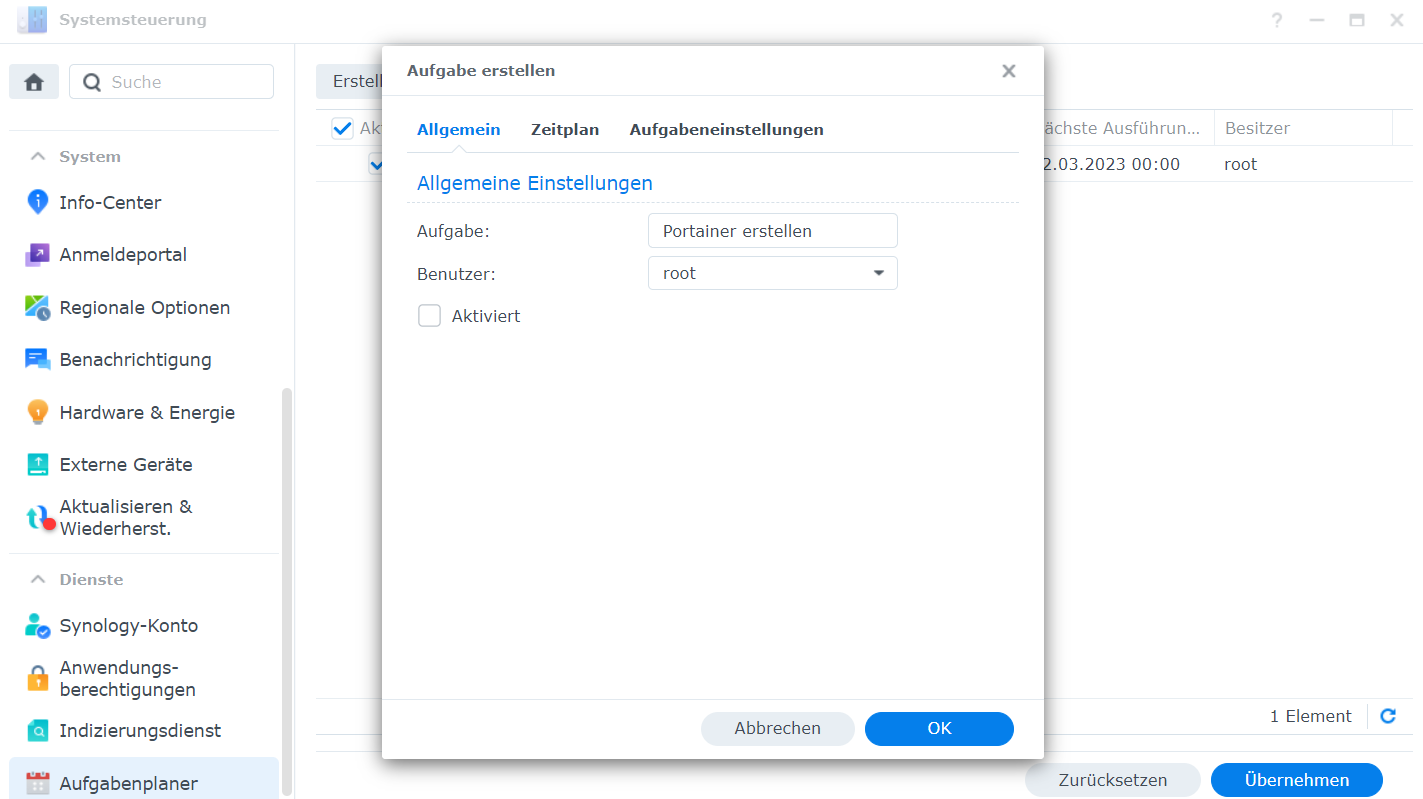 Systemsteuerung
Suche
System
Info-Center
Anmeldeportal
Regionale Optionen
Benachrichtigung
Hardware & Energie
Externe Geräte
Aktualisieren &
Wiederherst.
Dienste
Synology-Konto
Anwendungs-
berechtigungen
Indizierungsdienst
Aufgabenplaner
Erstell
Ak
ächste Ausführun...
Besitzer
2.03.2023 00:00
root
Aufgabe erstellen
Allgemein
Zeitplan
Aufgabeneinstellungen
Allgemeine Einstellungen
Aufgabe:
Portainer erstellen
Benutzer:
root
Aktiviert
Abbrechen
OK
1 Element
Zurücksetzen
Übernehmen